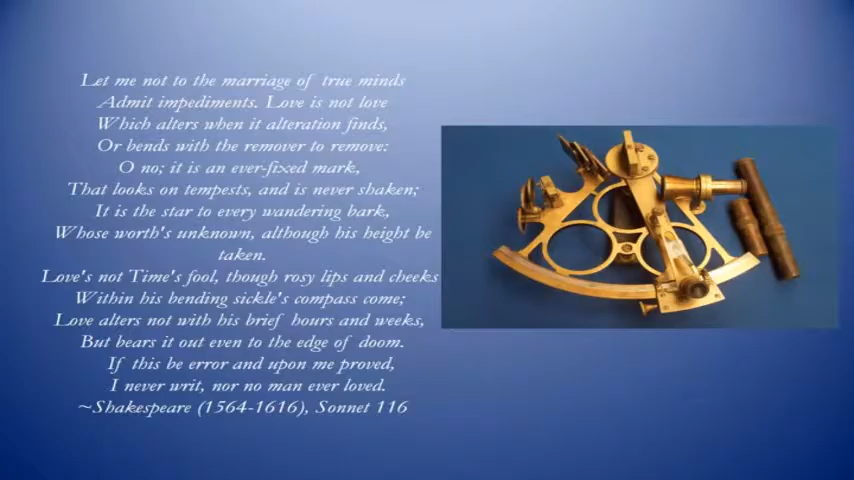 Let me not to the marriage of true minds
Admit impediments. Love is not love
Which alters when it alteration finds,
Or bends with the remover to remove:
O no; it is an ever-fixed mark,
That looks on tempests, and is never shaken;
It is the star to every wandering bark,
Whose worth's unknown, although his height be
taken.
Love's not Time's fool, though rosy lips and cheeks
Within his bending sickle's compass come;
Love alters not with his brief hours and weeks,
But bears it out even to the edge of doom.
If this be error and upon me proved,
I never writ, nor no man ever loved.
~Shakespeare (1564-1616), Sonnet 116